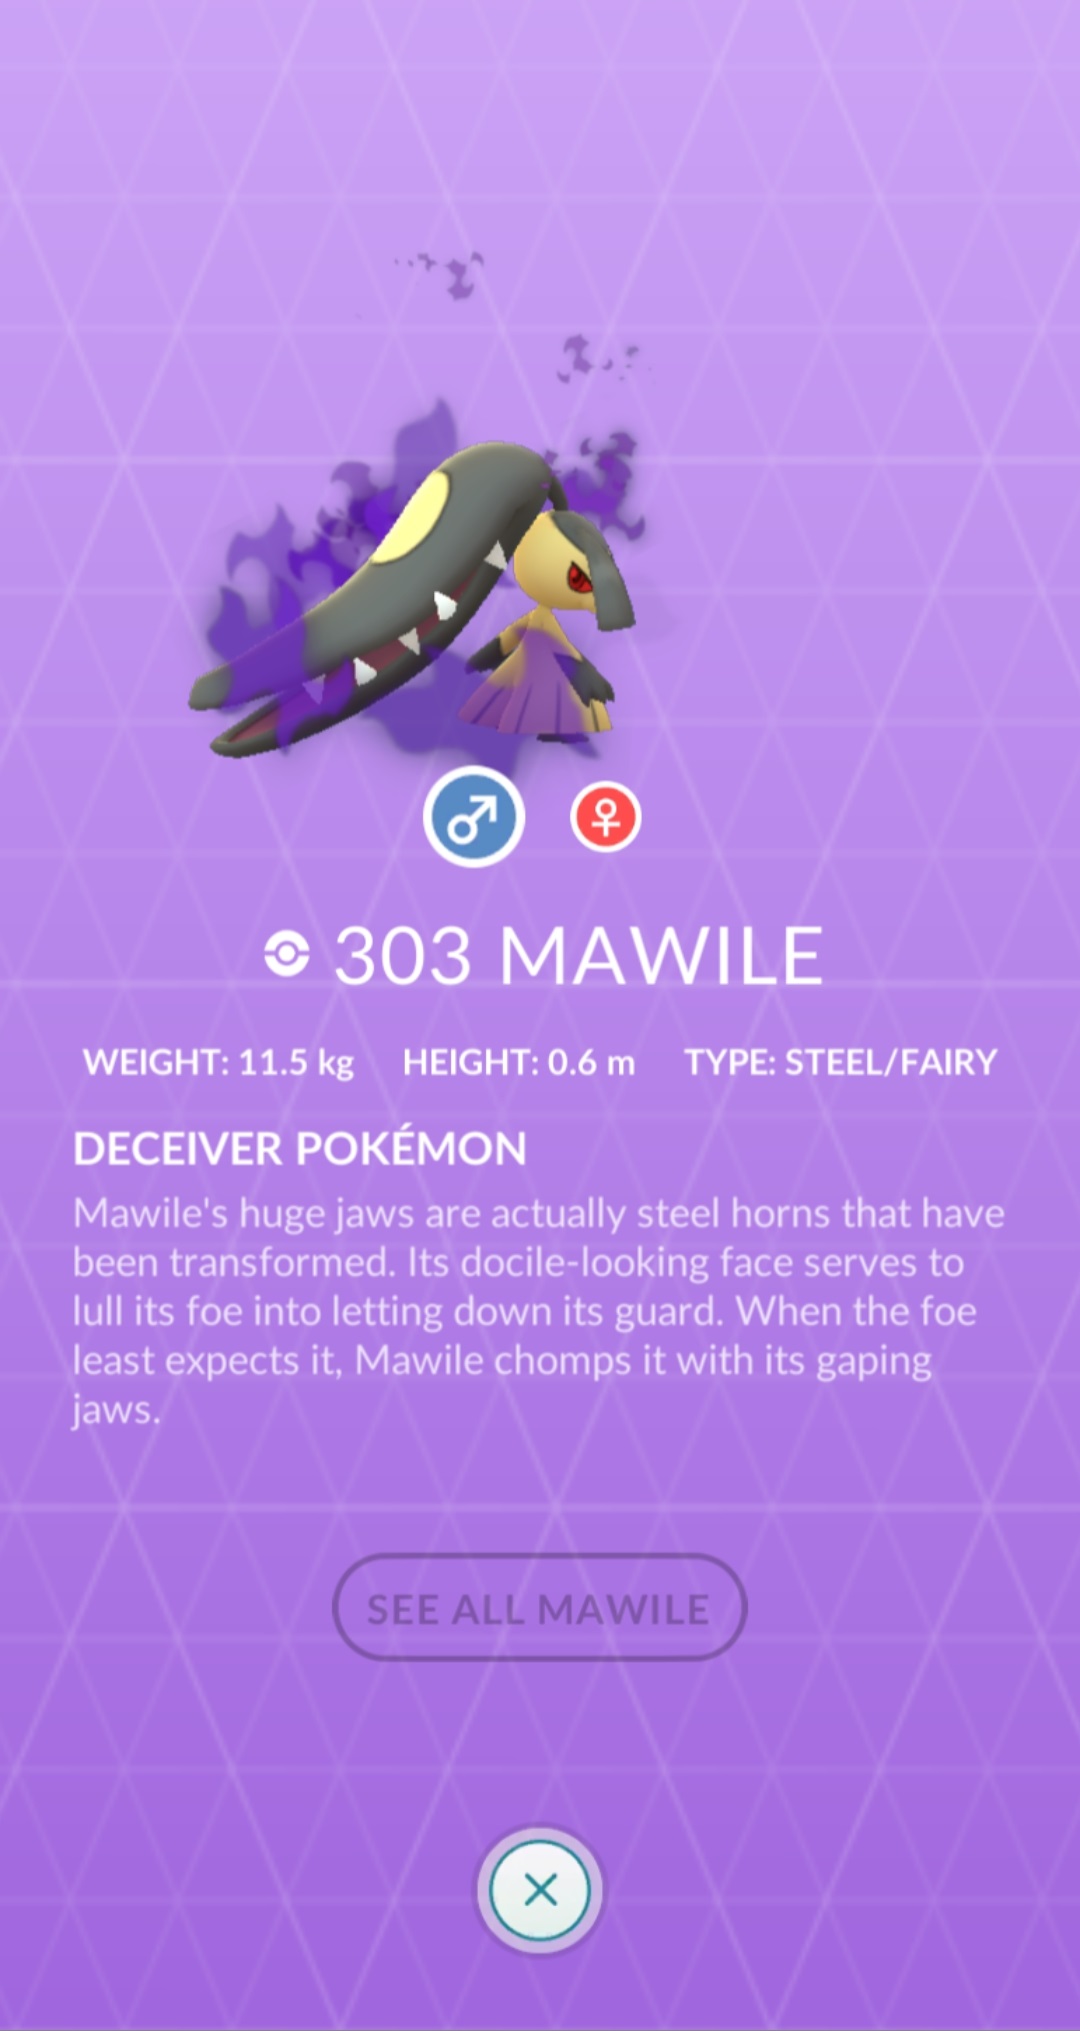 303 MAWILE
WEIGHT: 11.5 kg HEIGHT: 0.6 m TYPE: STEEL/FAIRY
DECEIVER POKÉMON
Mawile's huge jaws are actually steel horns that have
been transformed. Its docile-looking face serves to
lull its foe into letting down its guard. When the foe
least expects it, Mawile chomps it with its gaping
jaws.
SEE ALL MAWILE